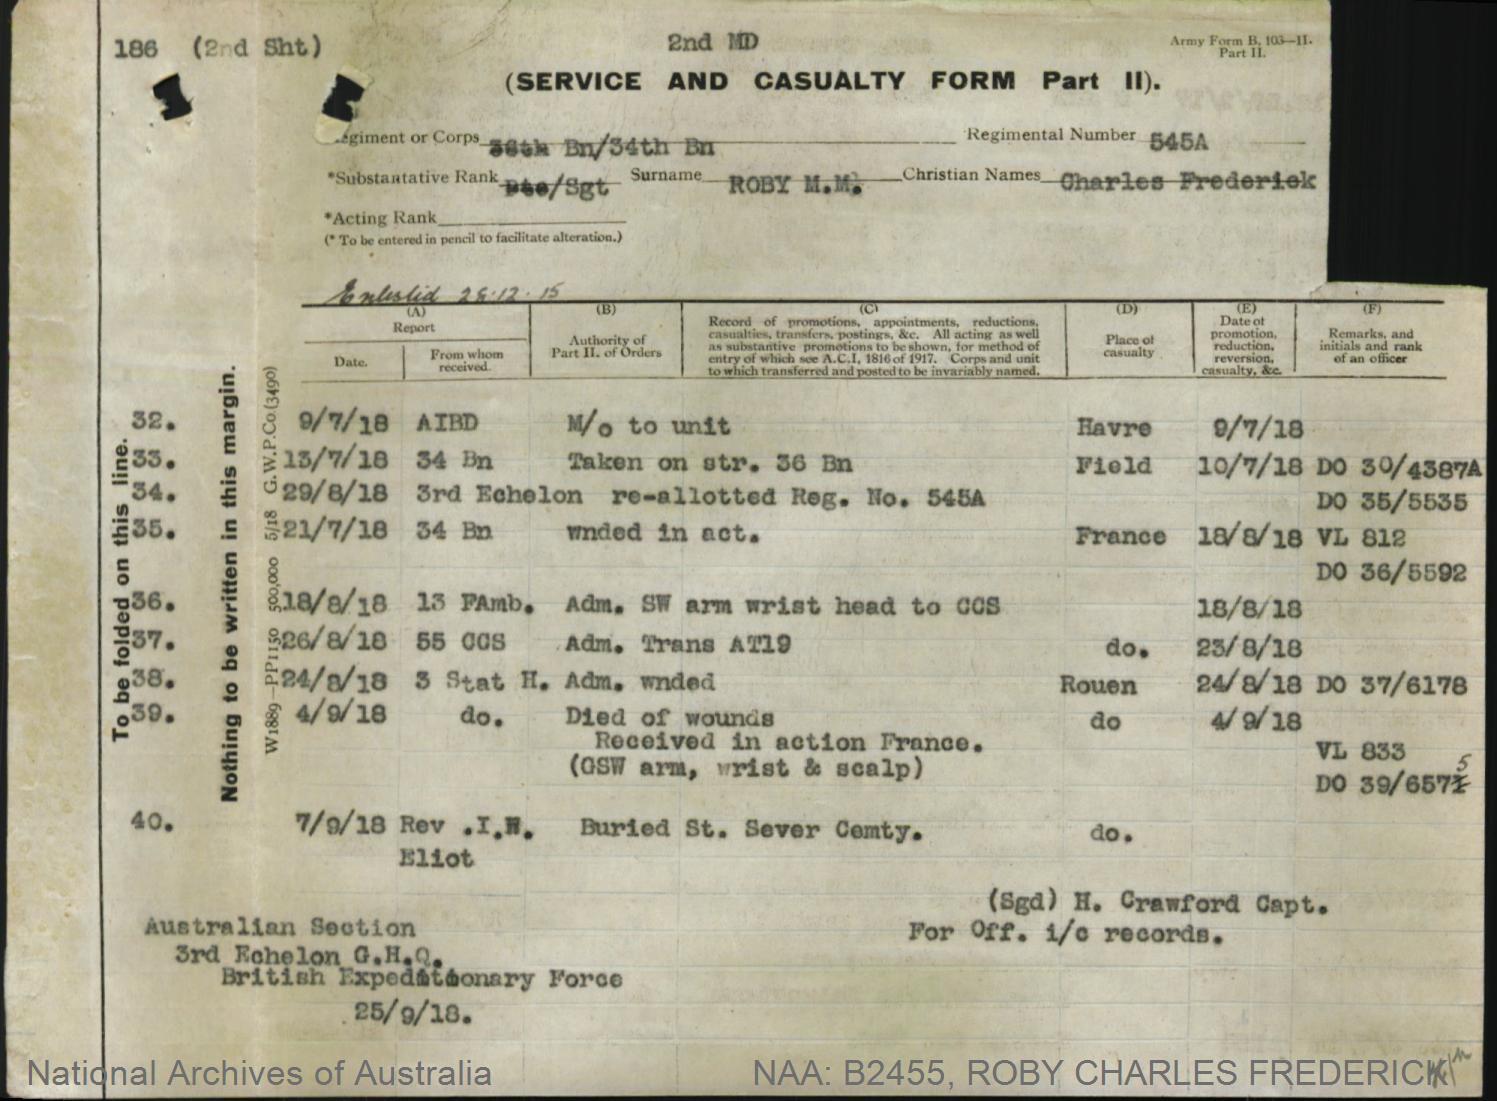 186 (2nd Sht) 2nd MD Army Form B. 103—II.
Part II.
(SERVICE AND CASUALTY FORM Part II).
Regiment or Corps 36th Bn/34th Bn Regimental Number 545A
*Substantative Rank Pte/Sgt Surname ROBY M.M. Christian Names Charles Frederick
*Acting Rank
(* To be entered in pencil to facilitate alteration.)
Enlistid 28.12.15
(A) (B) (C) (D) (E) (F)
Report
Date. From whom received.
Authority of Part II. of Orders
Record of promotions, appointments, reductions,
casualties, transfers, postings, &c. All acting as well
as substantive promotions to be shown, for method of
entry of which see A.C.I, 1816 of 1917. Corps and unit
to which transferred and posted to be invariably named.
Place of casualty
Date of promotion, reduction, reversion, casualty, &c.
Remarks, and initials and rank of an officer
To be folded on this line.
Nothing to be written in this margin.
W1889—PP1150 500,000 5/18 G.W.P.Co.(3490)
32. 9/7/18 AIBD M/o to unit Havre 9/7/18
33. 13/7/18 34 Bn Taken on str. 36 Bn Field 10/7/18 DO 30/4387A
34. 29/8/18 3rd Echelon re-allotted Reg. No. 545A DO 35/5535
35. 21/7/18 34 Bn wnded in act. France 18/8/18 VL 812
DO 36/5592
36. 18/8/18 13 FAmb. Adm. SW arm wrist head to CCS 18/8/18
37. 26/8/18 55 CCS Adm. Trans AT19 do. 23/8/18
38. 24/8/18 3 Stat H. Adm. wnded Rouen 24/8/18 DO 37/6178
39. 4/9/18 do. Died of wounds do 4/9/18
Received in action France.
VL 833
(GSW arm, wrist & scalp)
DO 39/657 5
40. 7/9/18 Rev .I.W. Buried St. Sever Cemty. do.
Eliot
(Sgd) H. Crawford Capt.
For Off. i/c records.
Australian Section
3rd Echelon G.H.Q.
British Expeditionary Force
25/9/18.
National Archives of Australia NAA: B2455, ROBY CHARLES FREDERICK